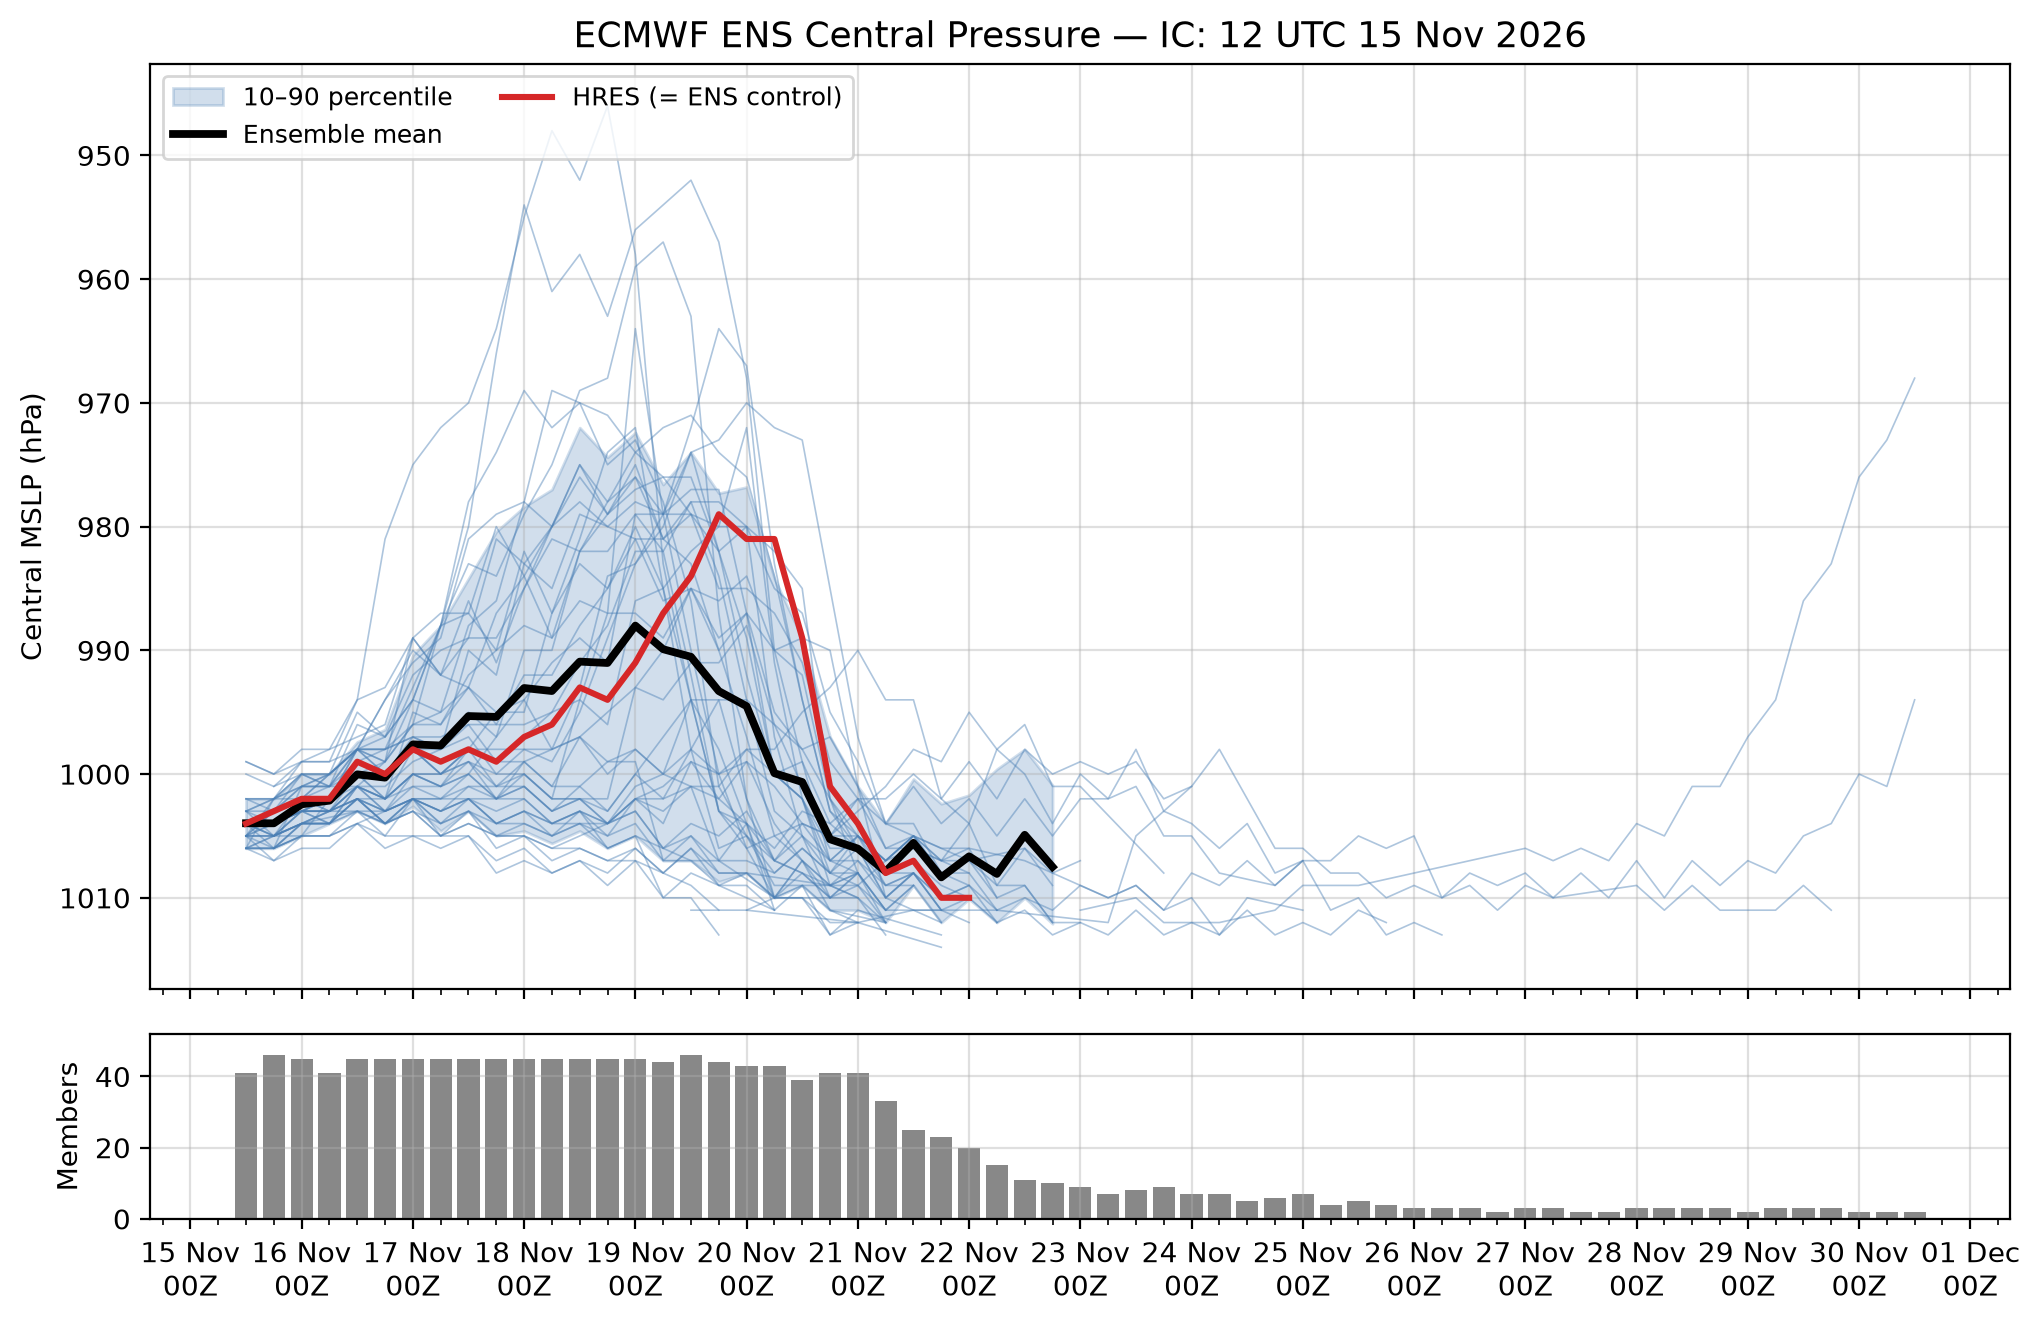 ECMWF ENS Central Pressure — IC: 12 UTC 15 Nov 2026
10–90 percentile
Ensemble mean
HRES (= ENS control)
Central MSLP (hPa)
950
960
970
980
990
1000
1010
Members
40
20
0
15 Nov 16 Nov 17 Nov 18 Nov 19 Nov 20 Nov 21 Nov 22 Nov 23 Nov 24 Nov 25 Nov 26 Nov 27 Nov 28 Nov 29 Nov 30 Nov 01 Dec
00Z 00Z 00Z 00Z 00Z 00Z 00Z 00Z 00Z 00Z 00Z 00Z 00Z 00Z 00Z 00Z 00Z